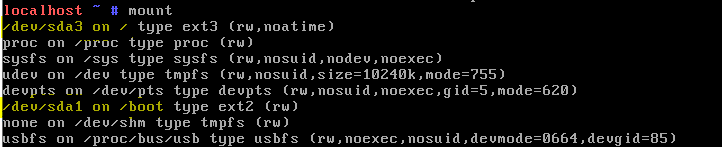 localhost ~ # mount
/dev/sda3 on / type ext3 (rw,noatime)
proc on /proc type proc (rw)
sysfs on /sys type sysfs (rw,nosuid,nodev,noexec)
udev on /dev type tmpfs (rw,nosuid,size=10240k,mode=755)
devpts on /dev/pts type devpts (rw,nosuid,noexec,gid=5,mode=620)
/dev/sda1 on /boot type ext2 (rw)
none on /dev/shm type tmpfs (rw)
usbfs on /proc/bus/usb type usbfs (rw,noexec,nosuid,devmode=0664,devgid=85)